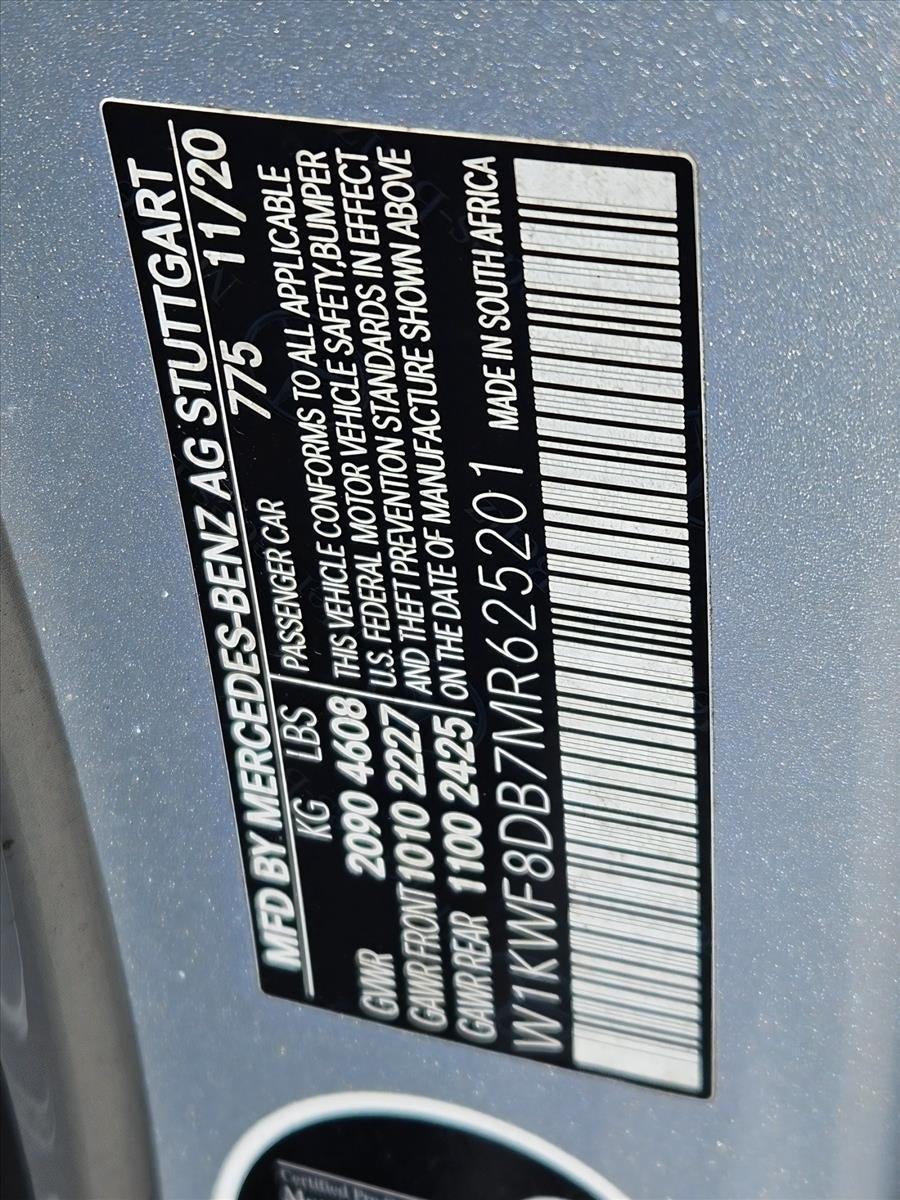 MFD BY MERCEDES-BENZ AG STUTTGART
775 11/20
KG LBS
GVWR 2090 4608
GAWR FRONT 1010 2227
GAWR REAR 1100 2425
PASSENGER CAR
THIS VEHICLE CONFORMS TO ALL APPLICABLE
U.S. FEDERAL MOTOR VEHICLE SAFETY,BUMPER
AND THEFT PREVENTION STANDARDS IN EFFECT
ON THE DATE OF MANUFACTURE SHOWN ABOVE
W1KWF8DB7MR625201 MADE IN SOUTH AFRICA
Certified